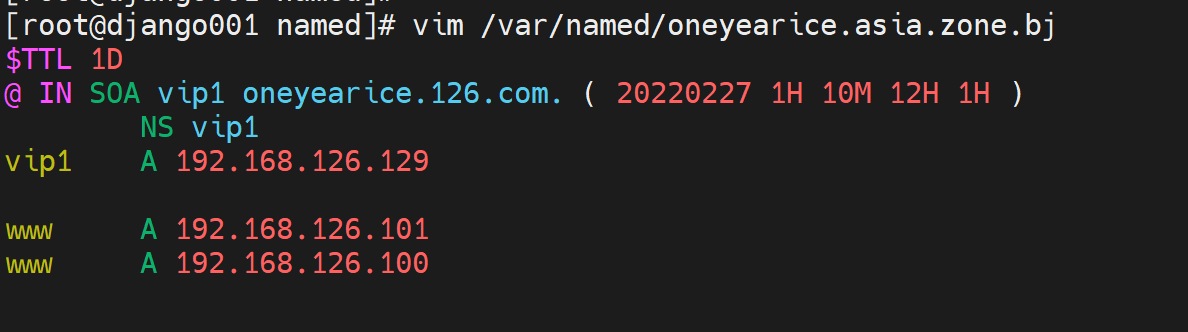 [root@django001 named]# vim /var/named/oneyearice.asia.zone.bj
$TTL 1D
@ IN SOA vip1 oneyearice.126.com. ( 20220227 1H 10M 12H 1H )
        NS vip1
vip1    A 192.168.126.129
www     A 192.168.126.101
www     A 192.168.126.100